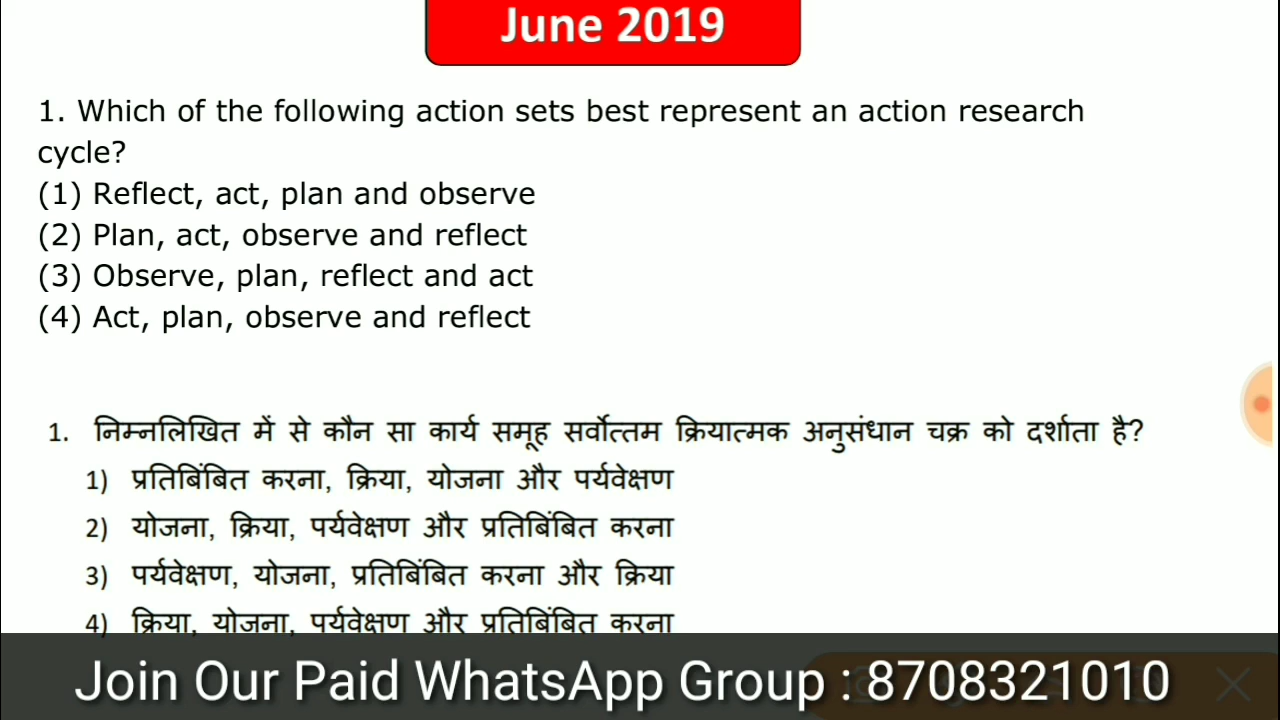 June 2019
1. Which of the following action sets best represent an action research
cycle?
(1) Reflect, act, plan and observe
(2) Plan, act, observe and reflect
(3) Observe, plan, reflect and act
(4) Act, plan, observe and reflect
1. निम्नलिखित में से कौन सा कार्य समूह सर्वोत्तम क्रियात्मक अनुसंधान चक्र को दर्शाता है?
1) प्रतिबिंबित करना, क्रिया, योजना और पर्यवेक्षण
2) योजना, क्रिया, पर्यवेक्षण और प्रतिबिंबित करना
3) पर्यवेक्षण, योजना, प्रतिबिंबित करना और क्रिया
4) क्रिया, योजना, पर्यवेक्षण और प्रतिबिंबित करना
Join Our Paid WhatsApp Group : 8708321010